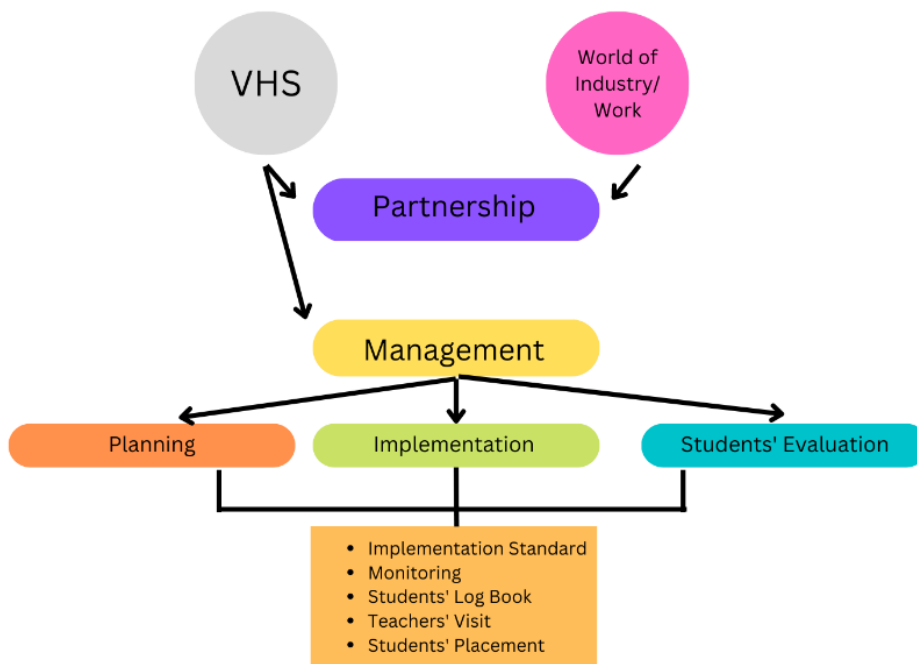 VHS
World of
Industry/
Work
Partnership
Management
Planning
Implementation
Students' Evaluation
• Implementation Standard
• Monitoring
• Students' Log Book
• Teachers' Visit
• Students' Placement